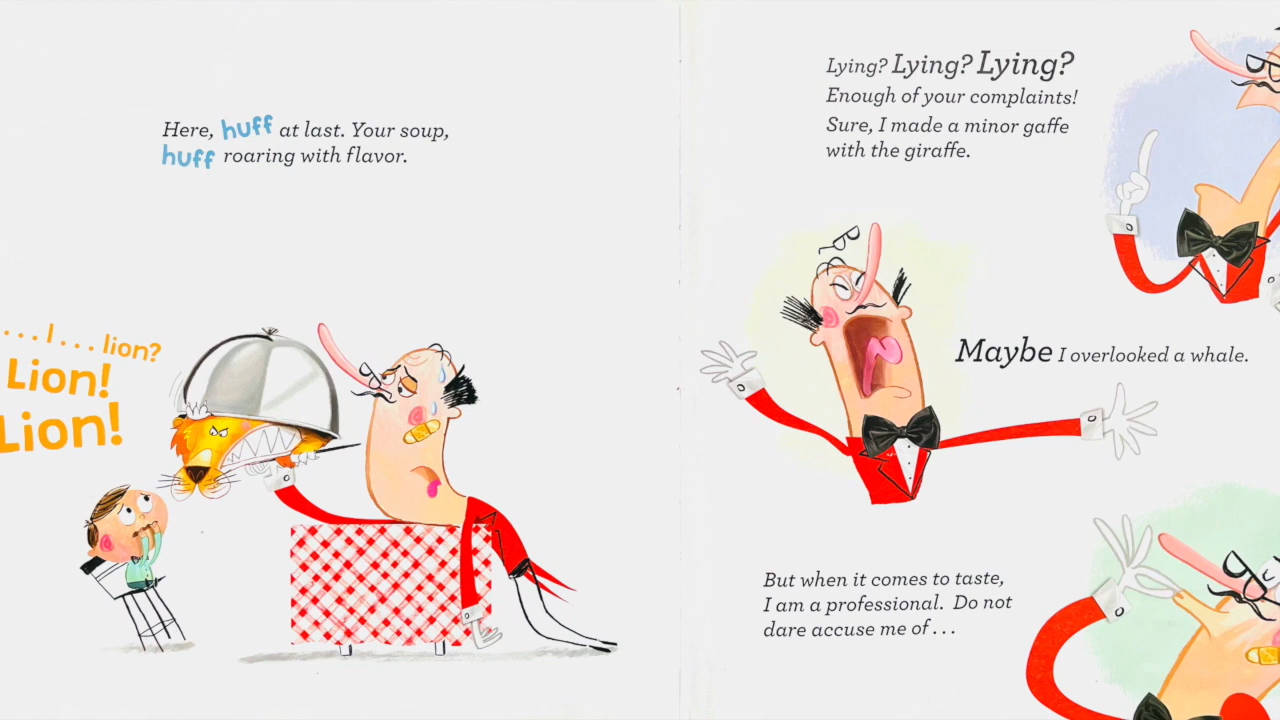 Here, huff at last. Your soup,
huff roaring with flavor.
... I ... lion?
Lion!
Lion!
Lying? Lying? Lying?
Enough of your complaints!
Sure, I made a minor gaffe
with the giraffe.
Maybe I overlooked a whale.
But when it comes to taste,
I am a professional. Do not
dare accuse me of ...